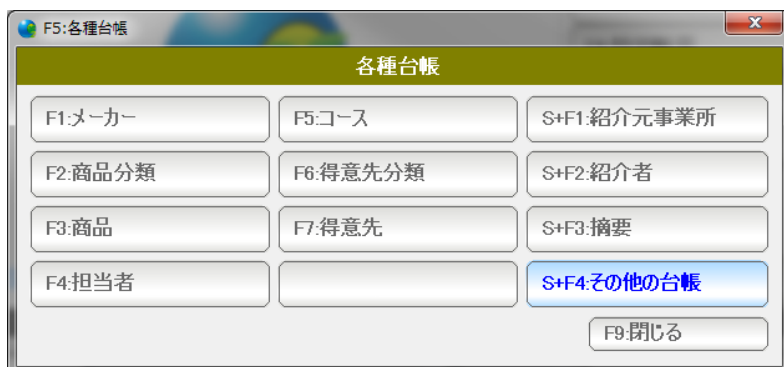 F5:各種台帳
各種台帳
F1:メーカー
F5:コース
S+F1:紹介元事業所
F2:商品分類
F6:得意先分類
S+F2:紹介者
F3:商品
F7:得意先
S+F3:摘要
F4:担当者
S+F4:その他の台帳
F9:閉じる